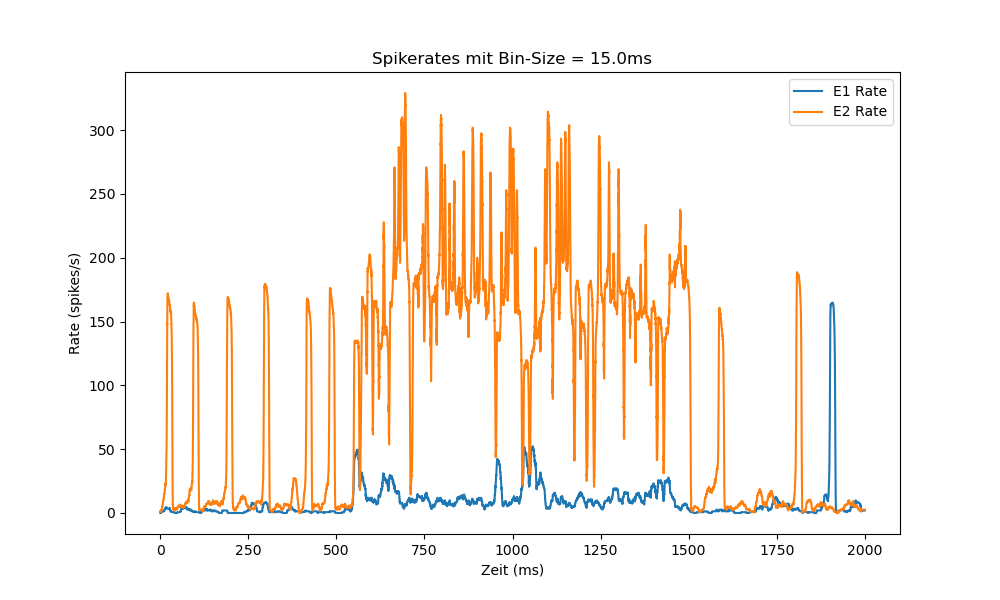 Spikerates mit Bin-Size = 15.0ms
E1 Rate
E2 Rate
Rate (spikes/s)
300
250
200
150
100
50
0
0 250 500 750 1000 1250 1500 1750 2000
Zeit (ms)